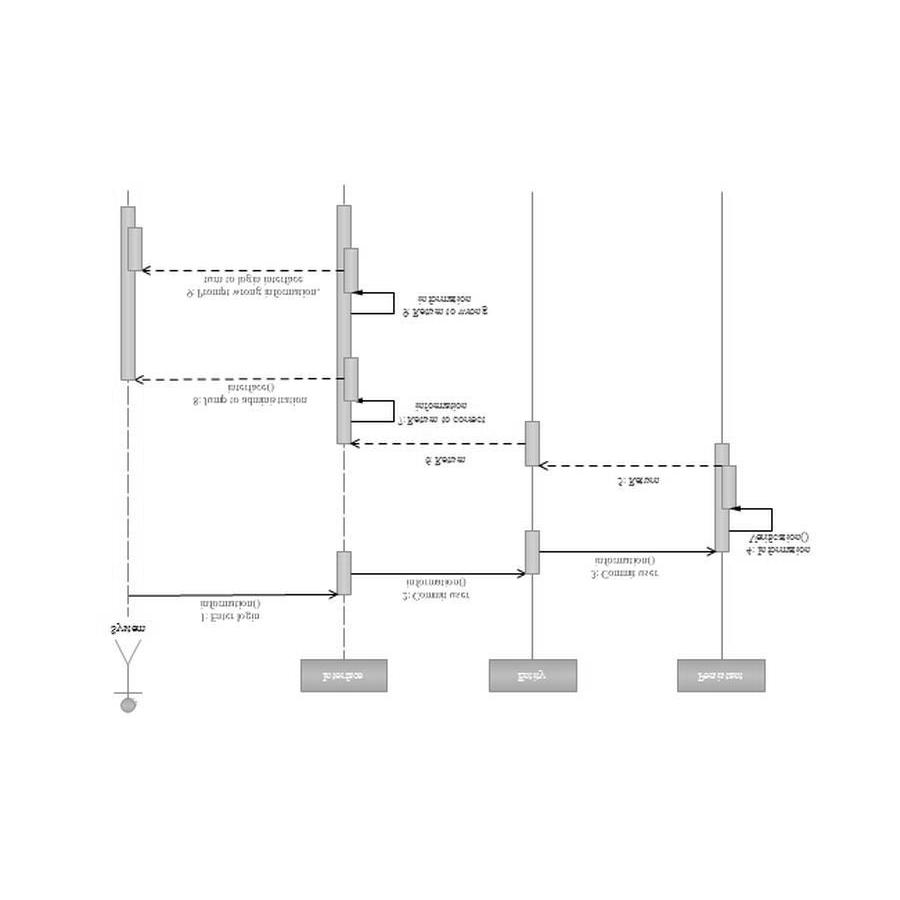 Interface
Entity
Persistant
System
1: Enter login
information()
2: Commit user
information()
3: Commit user
information()
4: Information
Verification()
5: Return
6: Return
7:Return to correct
information
8: Jump to administration
interface()
9: Return to wrong
information
9: Prompt wrong information,
turn to login interface